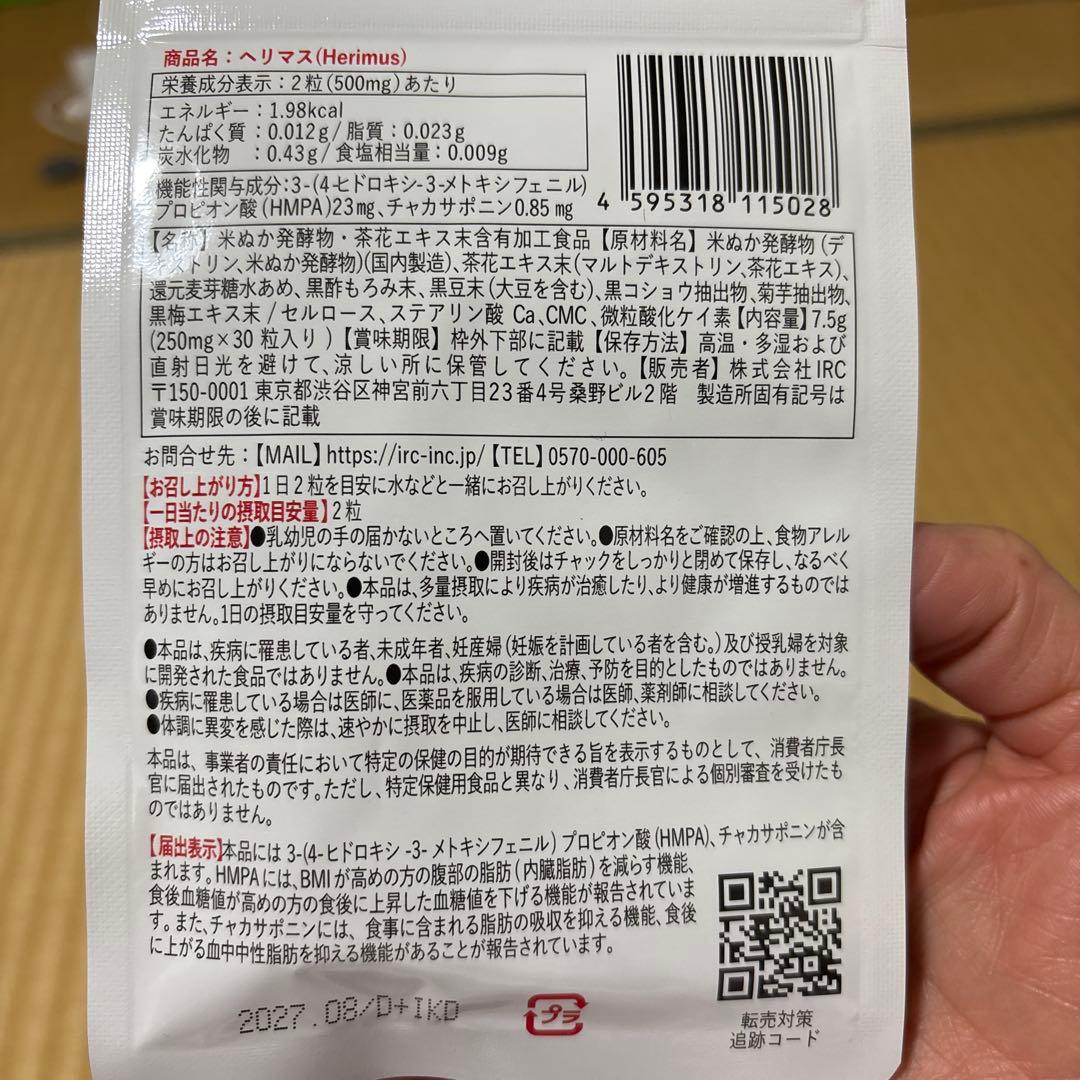 商品名：ヘリマス(Herimus)
栄養成分表示：2粒(500mg)あたり
エネルギー：1.98kcal
たんぱく質：0.012g/脂質：0.023g
炭水化物　：0.43g/食塩相当量：0.009g
機能性関与成分：3-(4-ヒドロキシ-3-メトキシフェニル)
プロピオン酸(HMPA)23mg、チャカサポニン0.85mg
4 595318 115028
【名称】米ぬか発酵物・茶花エキス末含有加工食品【原材料名】米ぬか発酵物(デ
キストリン、米ぬか発酵物)(国内製造)、茶花エキス末(マルトデキストリン、茶花エキス)、
還元麦芽糖水あめ、黒酢もろみ末、黒豆末(大豆を含む)、黒コショウ抽出物、菊芋抽出物、
黒梅エキス末/セルロース、ステアリン酸 Ca、CMC、微粒酸化ケイ素【内容量】7.5g
(250mg×30粒入り)【賞味期限】枠外下部に記載【保存方法】高温・多湿および
直射日光を避けて、涼しい所に保管してください。【販売者】株式会社IRC
〒150-0001 東京都渋谷区神宮前六丁目23番4号桑野ビル2階　製造所固有記号は
賞味期限の後に記載
お問合せ先：【MAIL】https://irc-inc.jp/【TEL】0570-000-605
【お召し上がり方】1日2粒を目安に水などと一緒にお召し上がりください。
【一日当たりの摂取目安量】2粒
【摂取上の注意】●乳幼児の手の届かないところへ置いてください。●原材料名をご確認の上、食物アレル
ギーの方はお召し上がりにならないでください。●開封後はチャックをしっかりと閉めて保存し、なるべく
早めにお召し上がりください。●本品は、多量摂取により疾病が治癒したり、より健康が増進するものでは
ありません。1日の摂取目安量を守ってください。
●本品は、疾病に罹患している者、未成年者、妊産婦(妊娠を計画している者を含む。)及び授乳婦を対象
に開発された食品ではありません。●本品は、疾病の診断、治療、予防を目的としたものではありません。
●疾病に罹患している場合は医師に、医薬品を服用している場合は医師、薬剤師に相談してください。
●体調に異変を感じた際は、速やかに摂取を中止し、医師に相談してください。
本品は、事業者の責任において特定の保健の目的が期待できる旨を表示するものとして、消費者庁長
官に届出されたものです。ただし、特定保健用食品と異なり、消費者庁長官による個別審査を受けたも
のではありません。
【届出表示】本品には3-(4-ヒドロキシ-3-メトキシフェニル)プロピオン酸(HMPA)、チャカサポニンが含
まれます。HMPAには、BMIが高めの方の腹部の脂肪(内臓脂肪)を減らす機能、
食後血糖値が高めの方の食後に上昇した血糖値を下げる機能が報告されていま
す。また、チャカサポニンには、食事に含まれる脂肪の吸収を抑える機能、食後
に上がる血中中性脂肪を抑える機能があることが報告されています。
2027.08/D+IKD
プラ
転売対策
追跡コード